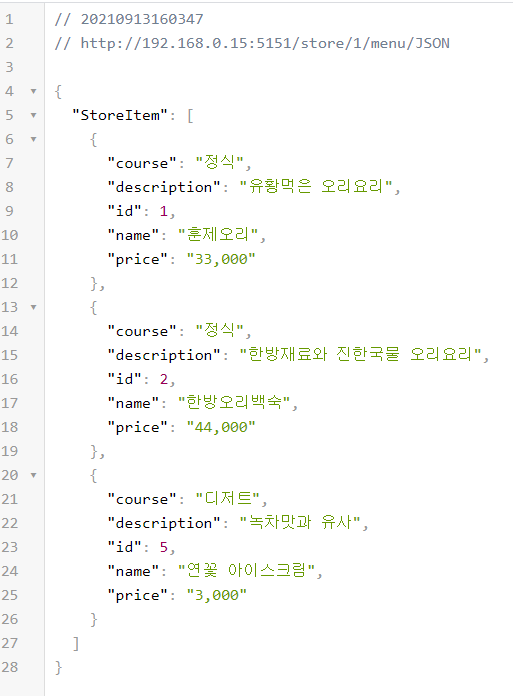 1 // 20210913160347
2 // http://192.168.0.15:5151/store/1/menu/JSON
3
4 {
5 "StoreItem": [
6 {
7 "course": "정식",
8 "description": "유황먹은 오리요리",
9 "id": 1,
10 "name": "훈제오리",
11 "price": "33,000"
12 },
13 {
14 "course": "정식",
15 "description": "한방재료와 진한국물 오리요리",
16 "id": 2,
17 "name": "한방오리백숙",
18 "price": "44,000"
19 },
20 {
21 "course": "디저트",
22 "description": "녹차맛과 유사",
23 "id": 5,
24 "name": "연꽃 아이스크림",
25 "price": "3,000"
26 }
27 ]
28 }